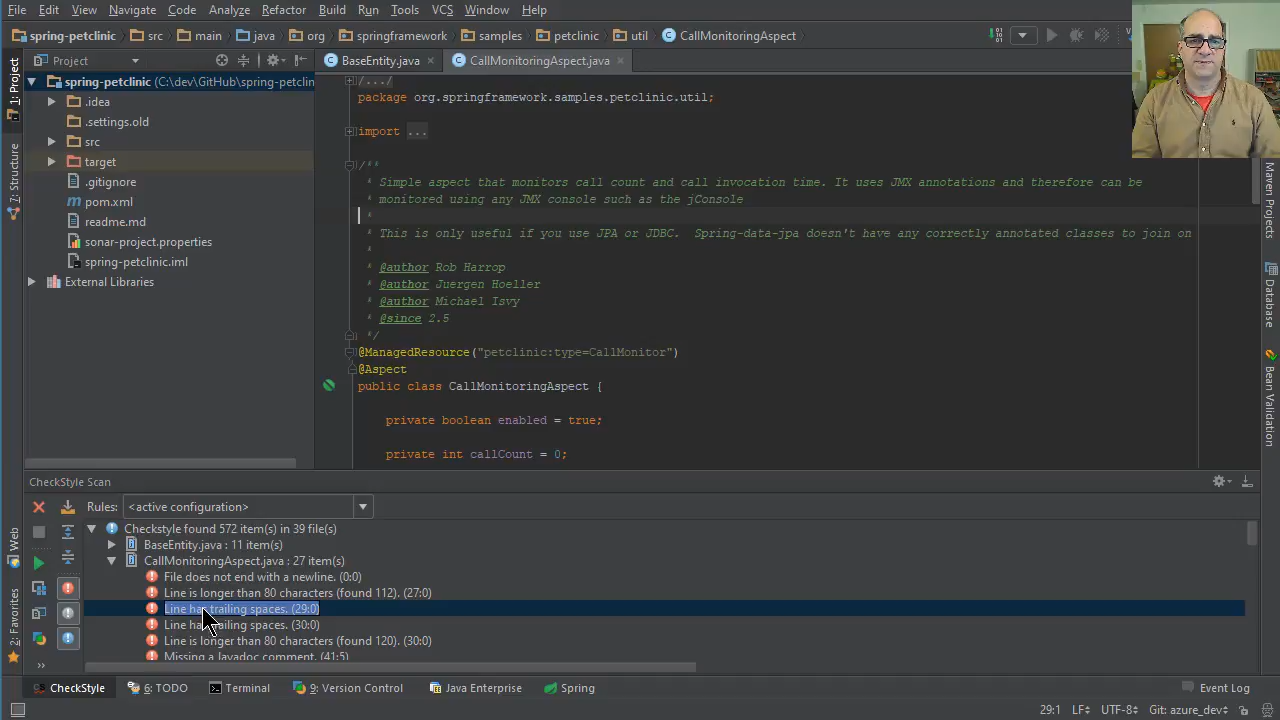 File Edit View Navigate Code Analyze Refactor Build Run Tools VCS Window Help
spring-petclinic src main java org springframework samples petclinic util CallMonitoringAspect
1: Project
7: Structure
Web
2: Favorites
Project
spring-petclinic (C:\dev\GitHub\spring-petclin
.idea
.settings.old
src
target
.gitignore
pom.xml
readme.md
sonar-project.properties
spring-petclinic.iml
External Libraries
BaseEntity.java CallMonitoringAspect.java
/.../
package org.springframework.samples.petclinic.util;
import ...
/**
* Simple aspect that monitors call count and call invocation time. It uses JMX annotations and therefore can be
* monitored using any JMX console such as the jConsole
*
* This is only useful if you use JPA or JDBC.  Spring-data-jpa doesn't have any correctly annotated classes to join on
*
* @author Rob Harrop
* @author Juergen Hoeller
* @author Michael Isvy
* @since 2.5
*/
@ManagedResource("petclinic:type=CallMonitor")
@Aspect
public class CallMonitoringAspect {
private boolean enabled = true;
private int callCount = 0;
Maven Projects
Database
Bean Validation
CheckStyle Scan
Rules: <active configuration>
Checkstyle found 572 item(s) in 39 file(s)
BaseEntity.java : 11 item(s)
CallMonitoringAspect.java : 27 item(s)
File does not end with a newline. (0:0)
Line is longer than 80 characters (found 112). (27:0)
Line has trailing spaces. (29:0)
Line has trailing spaces. (30:0)
Line is longer than 80 characters (found 120). (30:0)
Missing a Javadoc comment. (41:5)
CheckStyle 6: TODO Terminal 9: Version Control Java Enterprise Spring Event Log
29:1 LF UTF-8 Git: azure_dev